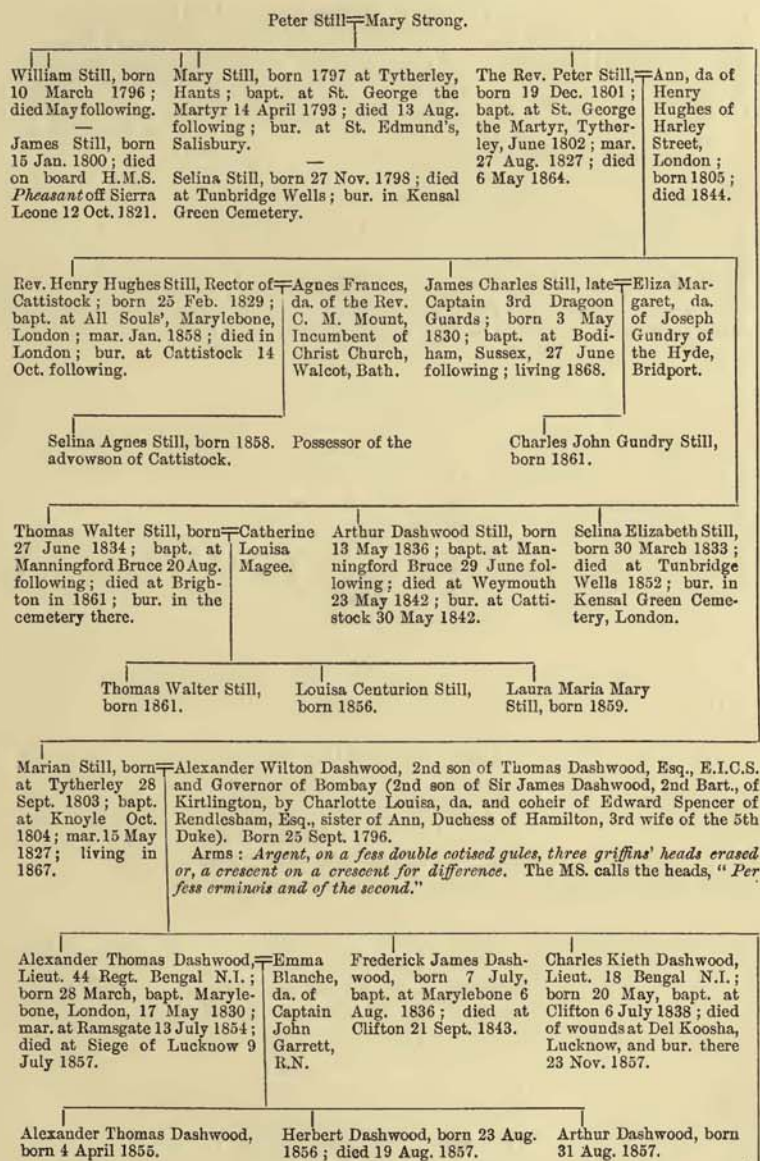 Peter Still=Mary Strong.
William Still, born
10 March 1796 ;
died May following.
—
James Still, born
15 Jan. 1800 ; died
on board H.M.S.
Pheasant off Sierra
Leone 12 Oct. 1821.
Mary Still, born 1797 at Tytherley,
Hants ; bapt. at St. George the
Martyr 14 April 1793 ; died 13 Aug.
following ; bur. at St. Edmund's,
Salisbury.
—
Selina Still, born 27 Nov. 1798 ; died
at Tunbridge Wells ; bur. in Kensal
Green Cemetery.
The Rev. Peter Still,=
born 19 Dec. 1801 ;
bapt. at St. George
the Martyr, Tyther-
ley, June 1802 ; mar.
27 Aug. 1827 ; died
6 May 1864.
Ann, da of
Henry
Hughes of
Harley
Street,
London ;
born 1805 ;
died 1844.
Rev. Henry Hughes Still, Rector of=
Cattistock ; born 25 Feb. 1829 ;
bapt. at All Souls', Marylebone,
London ; mar. Jan. 1858 ; died in
London ; bur. at Cattistock 14
Oct. following.
Agnes Frances,
da. of the Rev.
C. M. Mount,
Incumbent of
Christ Church,
Walcot, Bath.
James Charles Still, late=
Captain 3rd Dragoon
Guards ; born 3 May
1830 ; bapt. at Bodi-
ham, Sussex, 27 June
following ; living 1868.
Eliza Mar-
garet, da.
of Joseph
Gundry of
the Hyde,
Bridport.
Selina Agnes Still, born 1858. Possessor of the
advowson of Cattistock.
Charles John Gundry Still,
born 1861.
Thomas Walter Still, born=
27 June 1834 ; bapt. at
Manningford Bruce 20 Aug.
following ; died at Brigh-
ton in 1861 ; bur. in the
cemetery there.
Catherine
Louisa
Magee.
Arthur Dashwood Still, born
13 May 1836 ; bapt. at Man-
ningford Bruce 29 June fol-
lowing ; died at Weymouth
23 May 1842 ; bur. at Catti-
stock 30 May 1842.
Selina Elizabeth Still,
born 30 March 1833 ;
died at Tunbridge
Wells 1852 ; bur. in
Kensal Green Ceme-
tery, London.
Thomas Walter Still,
born 1861.
Louisa Centurion Still,
born 1856.
Laura Maria Mary
Still, born 1859.
Marian Still, born=
at Tytherley 28
Sept. 1803 ; bapt.
at Knoyle Oct.
1804 ; mar. 15 May
1827 ; living in
1867.
Alexander Wilton Dashwood, 2nd son of Thomas Dashwood, Esq., E.I.C.S.
and Governor of Bombay (2nd son of Sir James Dashwood, 2nd Bart., of
Kirtlington, by Charlotte Louisa, da. and coheir of Edward Spencer of
Rendlesham, Esq., sister of Ann, Duchess of Hamilton, 3rd wife of the 5th
Duke). Born 25 Sept. 1796.
Arms : Argent, on a fess double cotised gules, three griffins' heads erased
or, a crescent on a crescent for difference. The MS. calls the heads, "Per
fess erminois and of the second."
Alexander Thomas Dashwood,=
Lieut. 44 Regt. Bengal N.I. ;
born 28 March, bapt. Maryle-
bone, London, 17 May 1830 ;
mar. at Ramsgate 13 July 1854 ;
died at Siege of Lucknow 9
July 1857.
Emma
Blanche,
da. of
Captain
John
Garrett,
R.N.
Frederick James Dash-
wood, born 7 July,
bapt. at Marylebone 6
Aug. 1836 ; died at
Clifton 21 Sept. 1843.
Charles Kieth Dashwood,
Lieut. 18 Bengal N.I. ;
born 20 May, bapt. at
Clifton 6 July 1838 ; died
of wounds at Del Koosha,
Lucknow, and bur. there
23 Nov. 1857.
Alexander Thomas Dashwood,
born 4 April 1855.
Herbert Dashwood, born 23 Aug.
1856 ; died 19 Aug. 1857.
Arthur Dashwood, born
31 Aug. 1857.